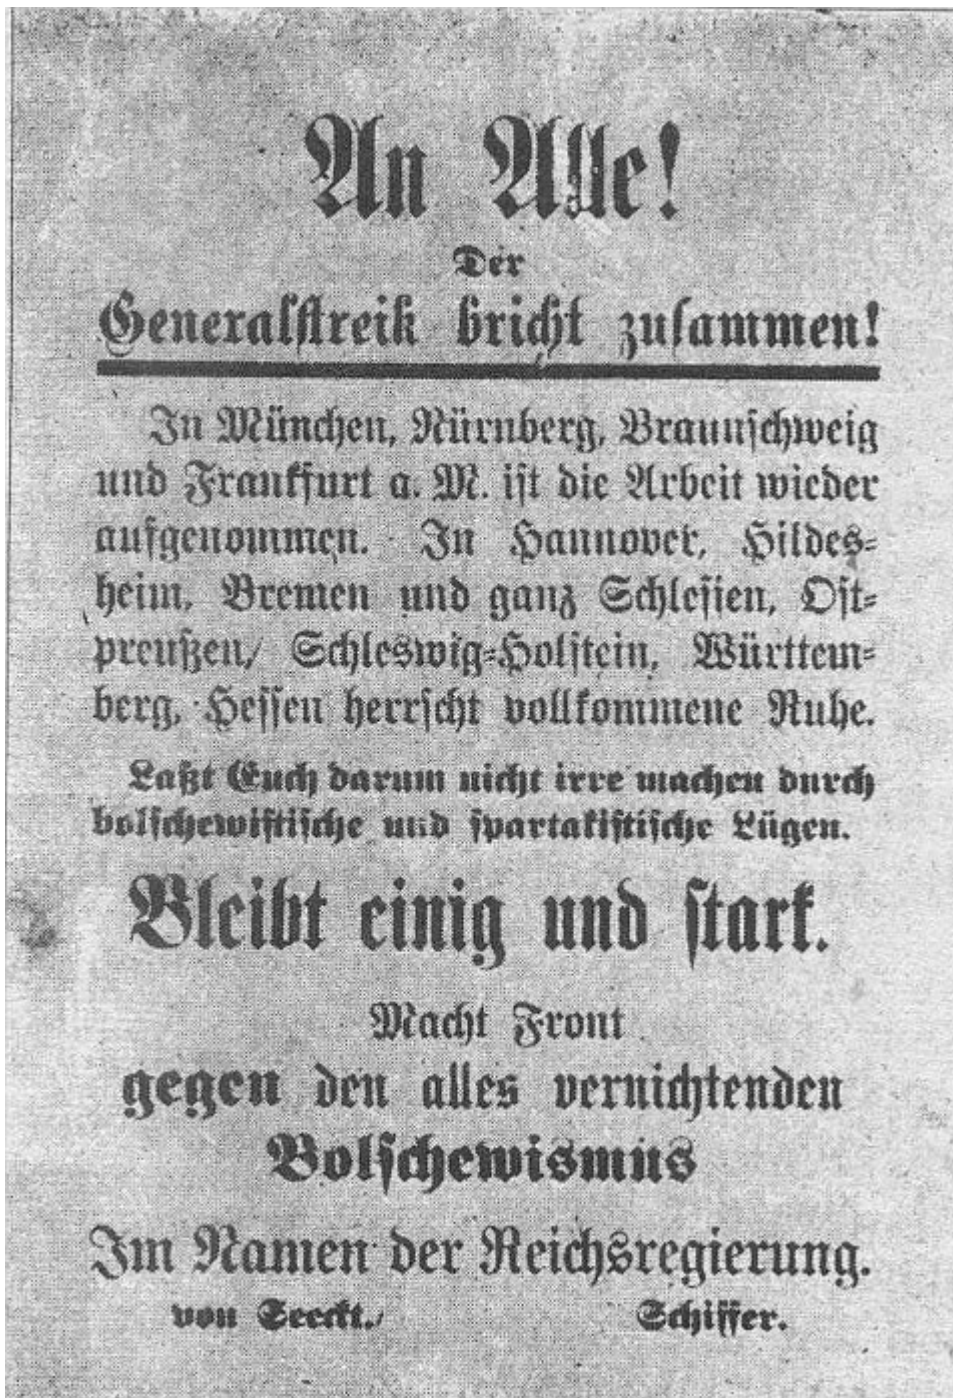 An Alle!
Der
Generalstreik bricht zusammen!
In München, Nürnberg, Braunschweig
und Frankfurt a. M. ist die Arbeit wieder
aufgenommen. In Hannover, Hildes-
heim, Bremen und ganz Schlesien, Ost-
preußen, Schleswig-Holstein, Württem-
berg, Hessen herrscht vollkommene Ruhe.
Laßt Euch darum nicht irre machen durch
bolschewistische und spartakistische Lügen.
Bleibt einig und stark.
Macht Front
gegen den alles vernichtenden
Bolschewismus
Im Namen der Reichsregierung.
von Seeckt. Schiffer.